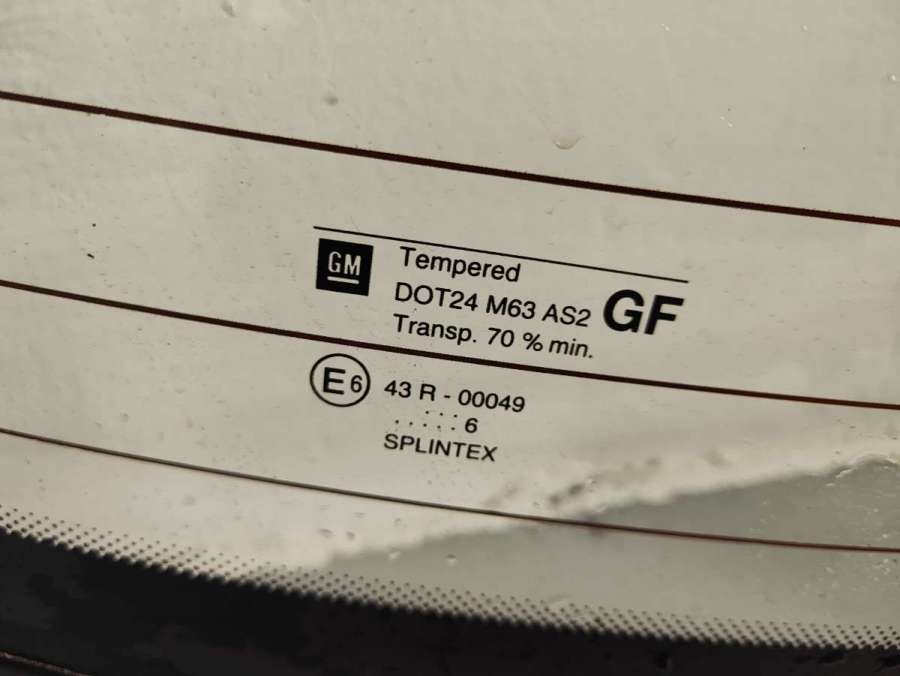 GM
Tempered
DOT24 M63 AS2
GF
Transp. 70 % min.
E6
43 R - 00049
...
..... 6
SPLINTEX